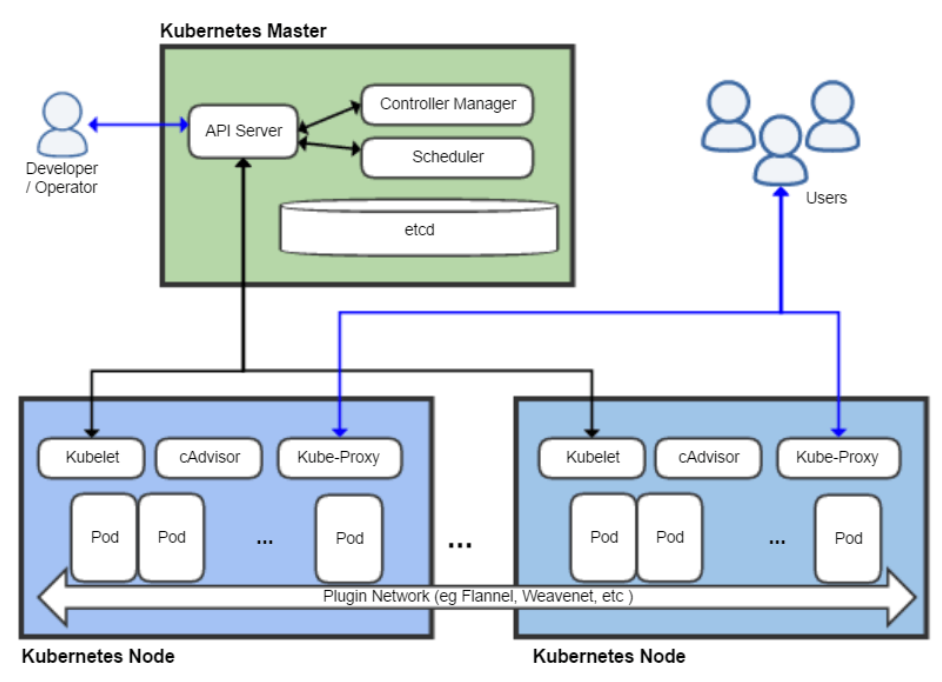 Kubernetes Master
Controller Manager
API Server
Scheduler
etcd
Developer
/ Operator
Users
Kubelet
cAdvisor
Kube-Proxy
Pod
Pod
...
Pod
...
Kubelet
cAdvisor
Kube-Proxy
Pod
Pod
...
Pod
Plugin Network (eg Flannel, Weavenet, etc )
Kubernetes Node
Kubernetes Node